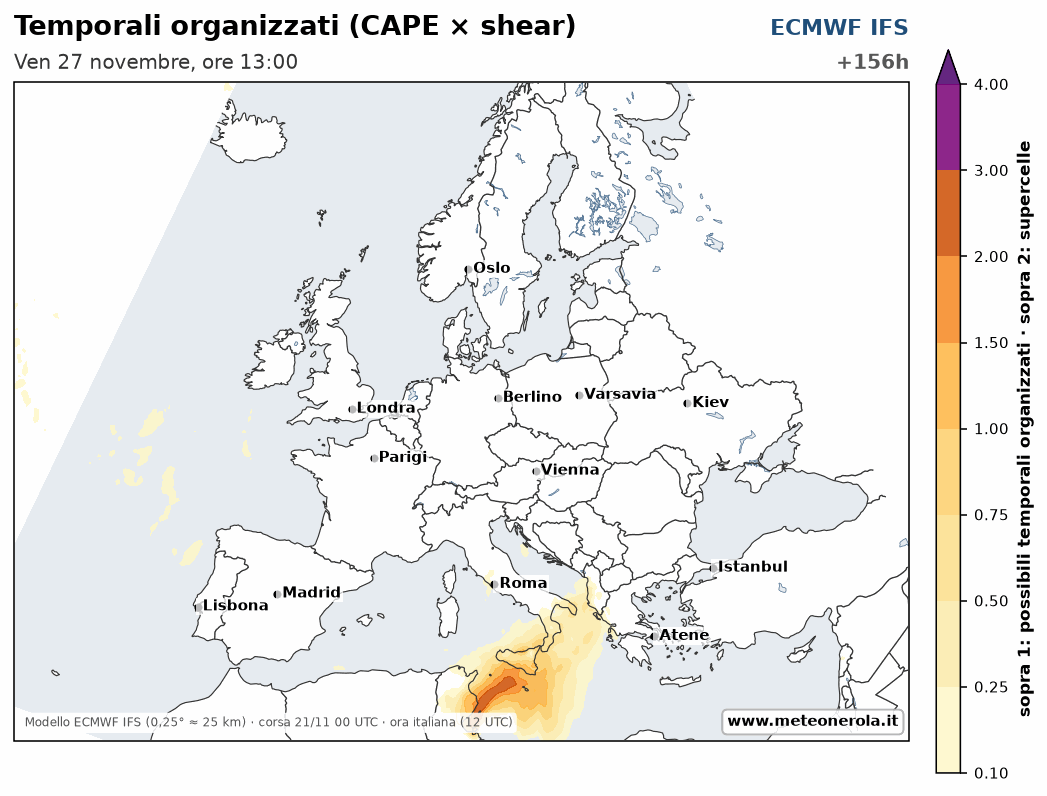 Temporali organizzati (CAPE × shear)
ECMWF IFS
Ven 27 novembre, ore 13:00
+156h
4.00
3.00
2.00
1.50
1.00
0.75
0.50
0.25
0.10
sopra 1: possibili temporali organizzati · sopra 2: supercelle
Oslo
Londra
Berlino
Varsavia
Kiev
Parigi
Vienna
Istanbul
Roma
Madrid
Lisbona
Atene
Modello ECMWF IFS (0,25° ≈ 25 km) · corsa 21/11 00 UTC · ora italiana (12 UTC)
www.meteonerola.it